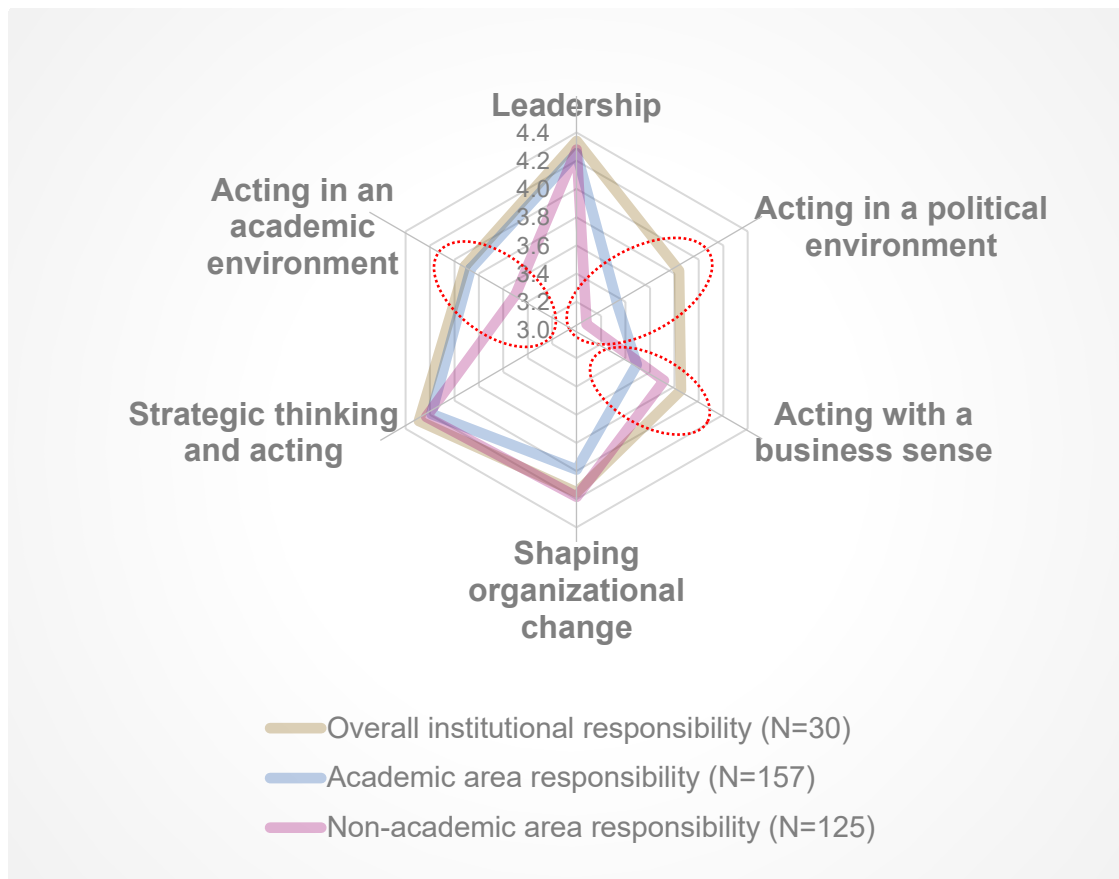 Leadership
4.4
4.2
4.0
3.8
3.6
3.4
3.2
3.0
Acting in a political
environment
Acting with a
business sense
Shaping
organizational
change
Strategic thinking
and acting
Acting in an
academic
environment
Overall institutional responsibility (N=30)
Academic area responsibility (N=157)
Non-academic area responsibility (N=125)